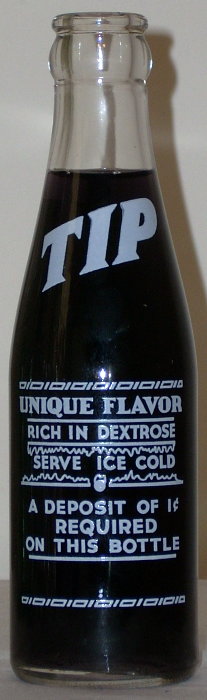 TIP
UNIQUE FLAVOR
RICH IN DEXTROSE
SERVE ICE COLD
A DEPOSIT OF 1¢
REQUIRED
ON THIS BOTTLE